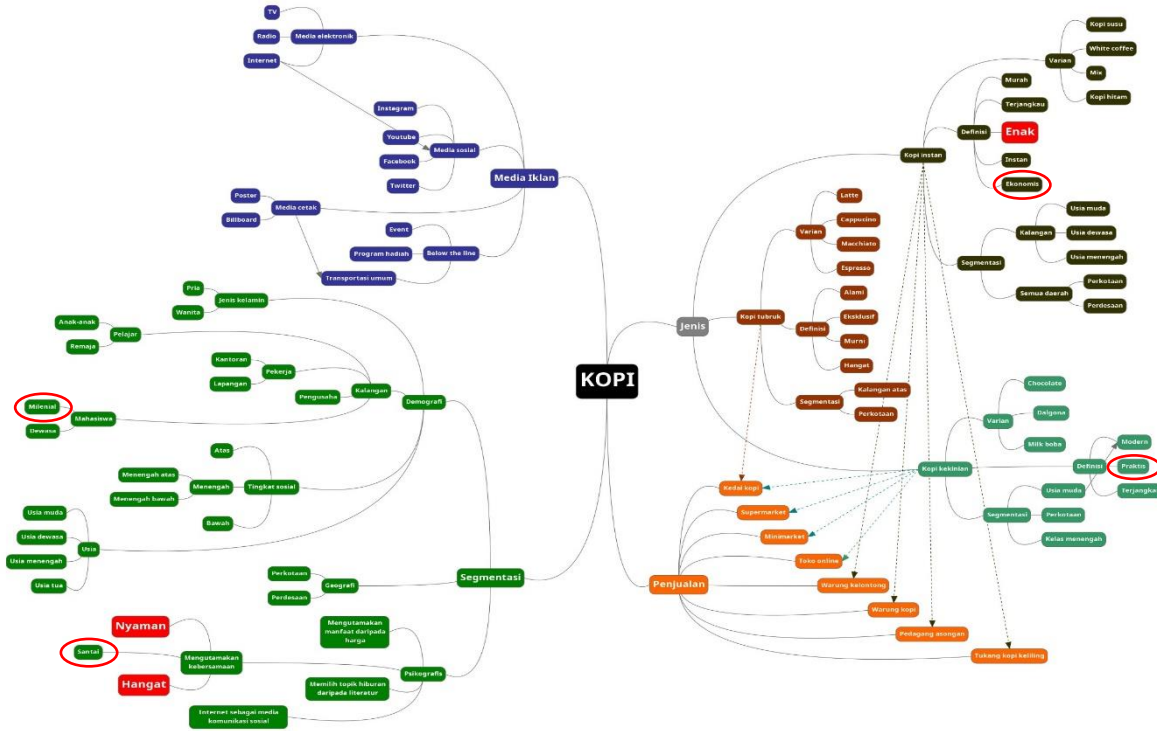 KOPI
Media Iklan
Media elektronik
TV
Radio
Internet
Media sosial
Instagram
Youtube
Facebook
Twitter
Media cetak
Poster
Billboard
Below the line
Event
Program hadiah
Transportasi umum
Segmentasi
Demografi
Jenis kelamin
Pria
Wanita
Kalangan
Pelajar
Anak-anak
Remaja
Pekerja
Kantoran
Lapangan
Pengusaha
Mahasiswa
Milenial
Dewasa
Tingkat sosial
Atas
Menengah
Menengah atas
Menengah bawah
Bawah
Usia
Usia muda
Usia dewasa
Usia menengah
Usia tua
Geografi
Perkotaan
Perdesaan
Psikografis
Mengutamakan
manfaat daripada
harga
Mengutamakan
kebersamaan
Nyaman
Santai
Hangat
Memilih topik hiburan
daripada literatur
Internet sebagai media
komunikasi sosial
Jenis
Kopi instan
Varian
Kopi susu
White coffee
Mix
Kopi hitam
Definisi
Murah
Terjangkau
Enak
Instan
Ekonomis
Segmentasi
Kalangan
Usia muda
Usia dewasa
Usia menengah
Semua daerah
Perkotaan
Perdesaan
Kopi tubruk
Varian
Latte
Cappucino
Macchiato
Espresso
Definisi
Alami
Eksklusif
Murni
Hangat
Segmentasi
Kalangan atas
Perkotaan
Kopi kekinian
Varian
Chocolate
Dalgona
Milk boba
Definisi
Modern
Praktis
Terjangkau
Segmentasi
Usia muda
Perkotaan
Kelas menengah
Penjualan
Kedai kopi
Supermarket
Minimarket
Toko online
Warung kelontong
Warung kopi
Pedagang asongan
Tukang kopi keliling